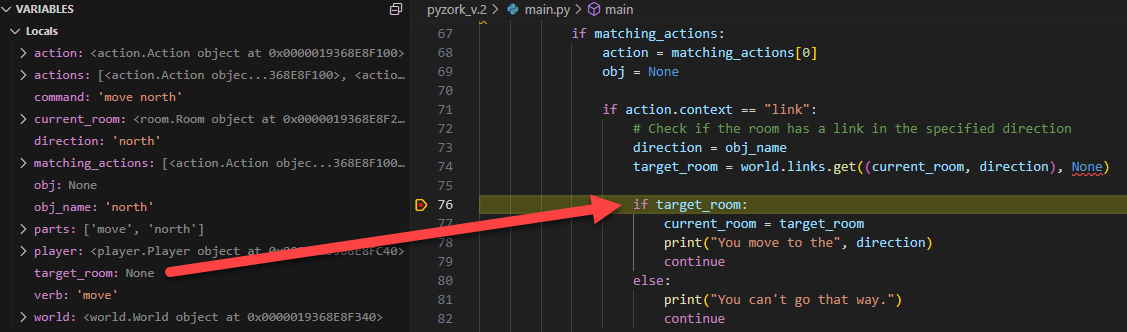 VARIABLES
Locals
action: <action.Action object at 0x0000019368E8F100>
actions: [<action.Action objec...368E8F100>, <actio...
command: 'move north'
current_room: <room.Room object at 0x0000019368E8F2...
direction: 'north'
matching_actions: [<action.Action objec...368E8F100...
obj: None
obj_name: 'north'
parts: ['move', 'north']
player: <player.Player object at 0x0000019368E8FC40>
target_room: None
verb: 'move'
world: <world.World object at 0x0000019368E8F340>
pyzork_v.2 > main.py > main
67 if matching_actions:
68 action = matching_actions[0]
69 obj = None
70
71 if action.context == "link":
72 # Check if the room has a link in the specified direction
73 direction = obj_name
74 target_room = world.links.get((current_room, direction), None)
75
76 if target_room:
77 current_room = target_room
78 print("You move to the", direction)
79 continue
80 else:
81 print("You can't go that way.")
82 continue